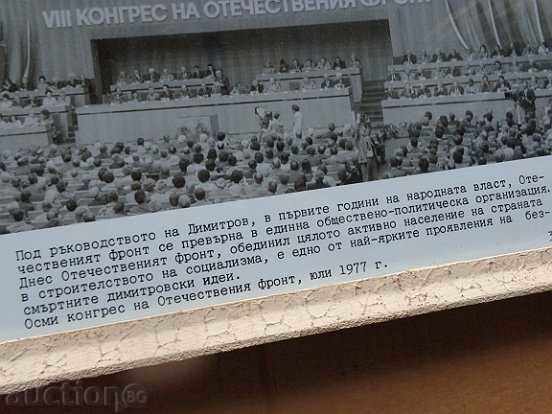 VIII КОНГРЕС НА ОТЕЧЕСТВЕНИЯ ФРОНТ
Под ръководството на Димитров, в първите години на народната власт, Оте-
чественият фронт се превърна в единна обществено-политическа организация.
Днес Отечественият фронт, обединил цялото активно население на страната
в строителството на социализма, е едно от най-ярките проявления на без-
смъртните димитровски идеи.
Осми конгрес на Отечествения фронт, юли 1977 г.
auction.BG